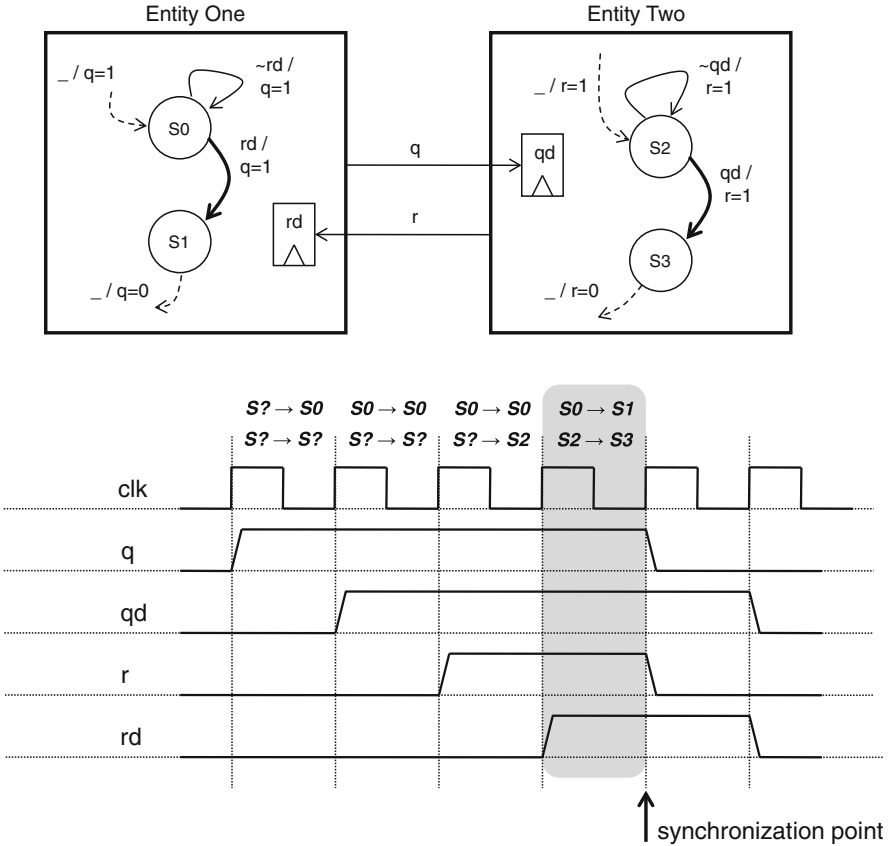 Entity One
Entity Two
_ / q=1
~rd /
q=1
S0
rd /
q=1
S1
rd
_ / q=0
q
r
_ / r=1
~qd /
r=1
qd
S2
qd /
r=1
S3
_ / r=0
S? → S0 S0 → S0 S0 → S0 S0 → S1
S? → S? S? → S? S? → S2 S2 → S3
clk
q
qd
r
rd
synchronization point